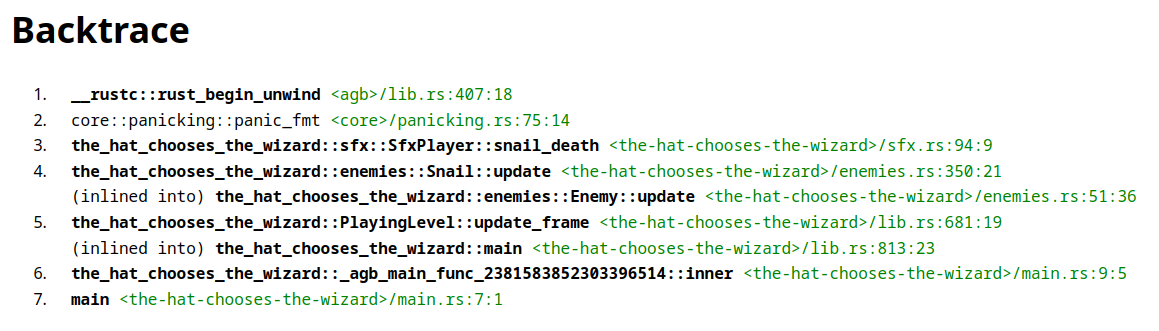 Backtrace
1. __rustc::rust_begin_unwind <agb>/lib.rs:407:18
2. core::panicking::panic_fmt <core>/panicking.rs:75:14
3. the_hat_chooses_the_wizard::sfx::SfxPlayer::snail_death <the-hat-chooses-the-wizard>/sfx.rs:94:9
4. the_hat_chooses_the_wizard::enemies::Snail::update <the-hat-chooses-the-wizard>/enemies.rs:350:21
(inlined into) the_hat_chooses_the_wizard::enemies::Enemy::update <the-hat-chooses-the-wizard>/enemies.rs:51:36
5. the_hat_chooses_the_wizard::PlayingLevel::update_frame <the-hat-chooses-the-wizard>/lib.rs:681:19
(inlined into) the_hat_chooses_the_wizard::main <the-hat-chooses-the-wizard>/lib.rs:813:23
6. the_hat_chooses_the_wizard::_agb_main_func_2381583852303396514::inner <the-hat-chooses-the-wizard>/main.rs:9:5
7. main <the-hat-chooses-the-wizard>/main.rs:7:1